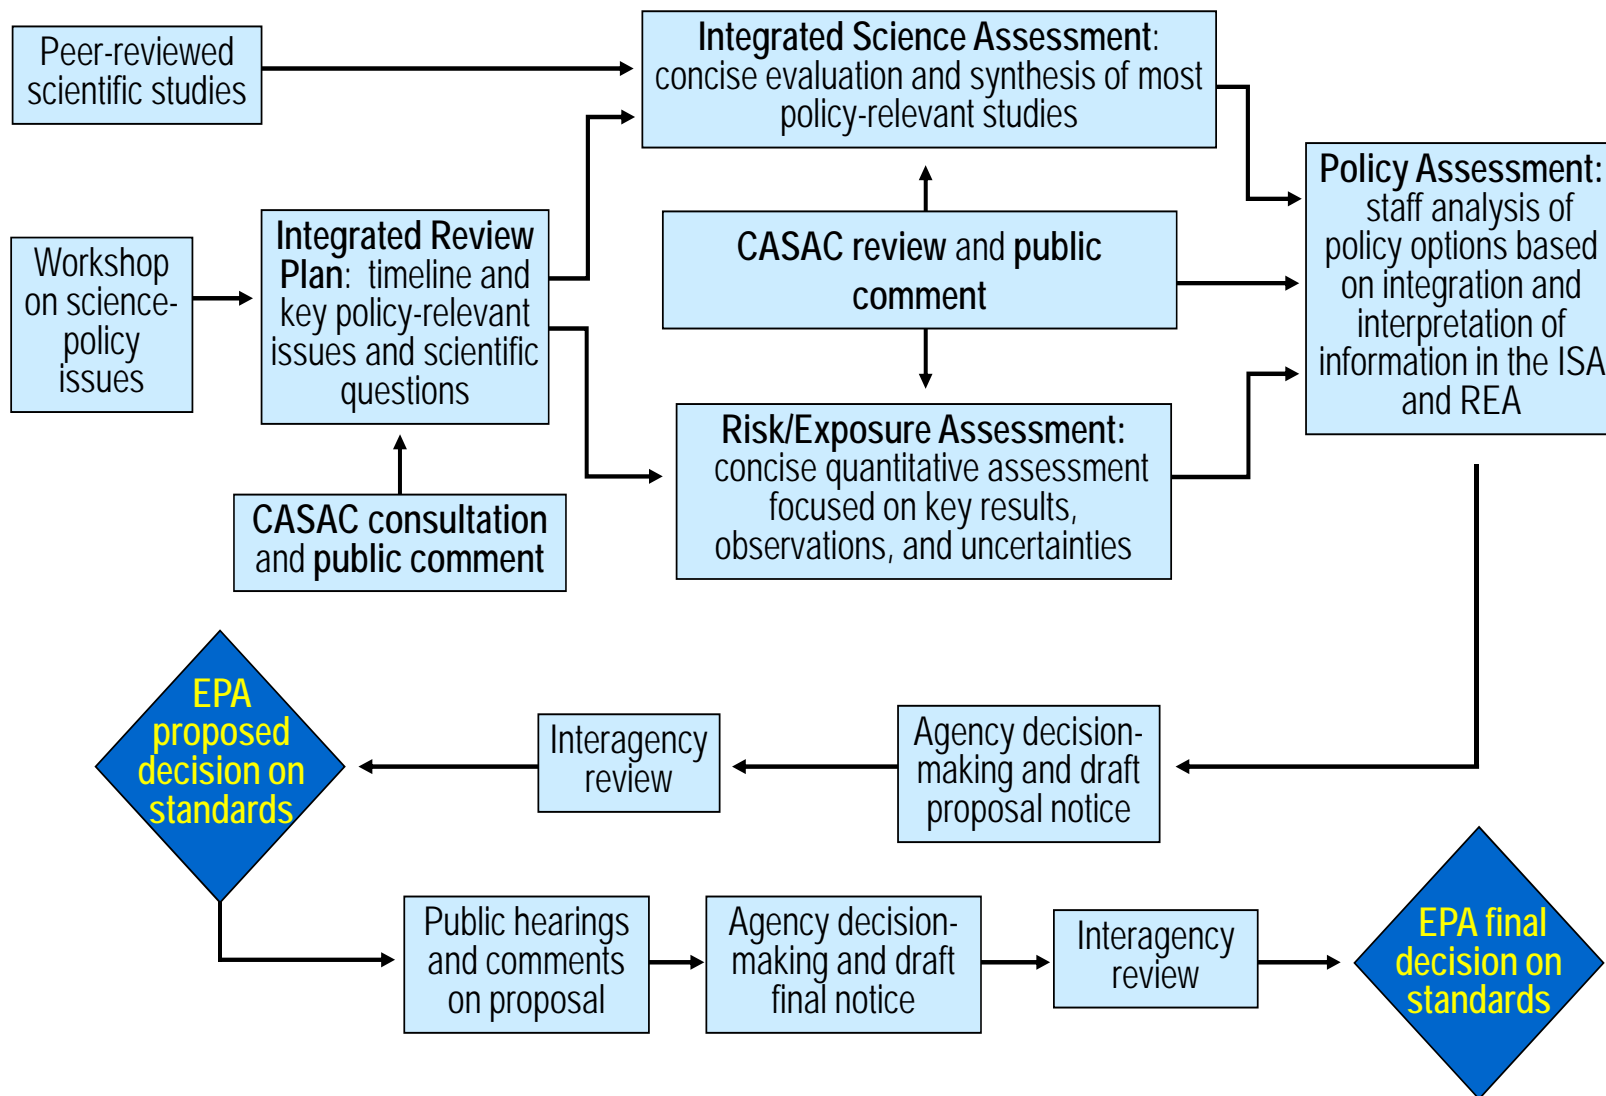 Peer-reviewed
scientific studies
Integrated Science Assessment:
concise evaluation and synthesis of most
policy-relevant studies
Workshop
on science-
policy
issues
Integrated Review
Plan: timeline and
key policy-relevant
issues and scientific
questions
CASAC review and public
comment
Policy Assessment:
staff analysis of
policy options based
on integration and
interpretation of
information in the ISA
and REA
CASAC consultation
and public comment
Risk/Exposure Assessment:
concise quantitative assessment
focused on key results,
observations, and uncertainties
EPA
proposed
decision on
standards
Interagency
review
Agency decision-
making and draft
proposal notice
Public hearings
and comments
on proposal
Agency decision-
making and draft
final notice
Interagency
review
EPA final
decision on
standards